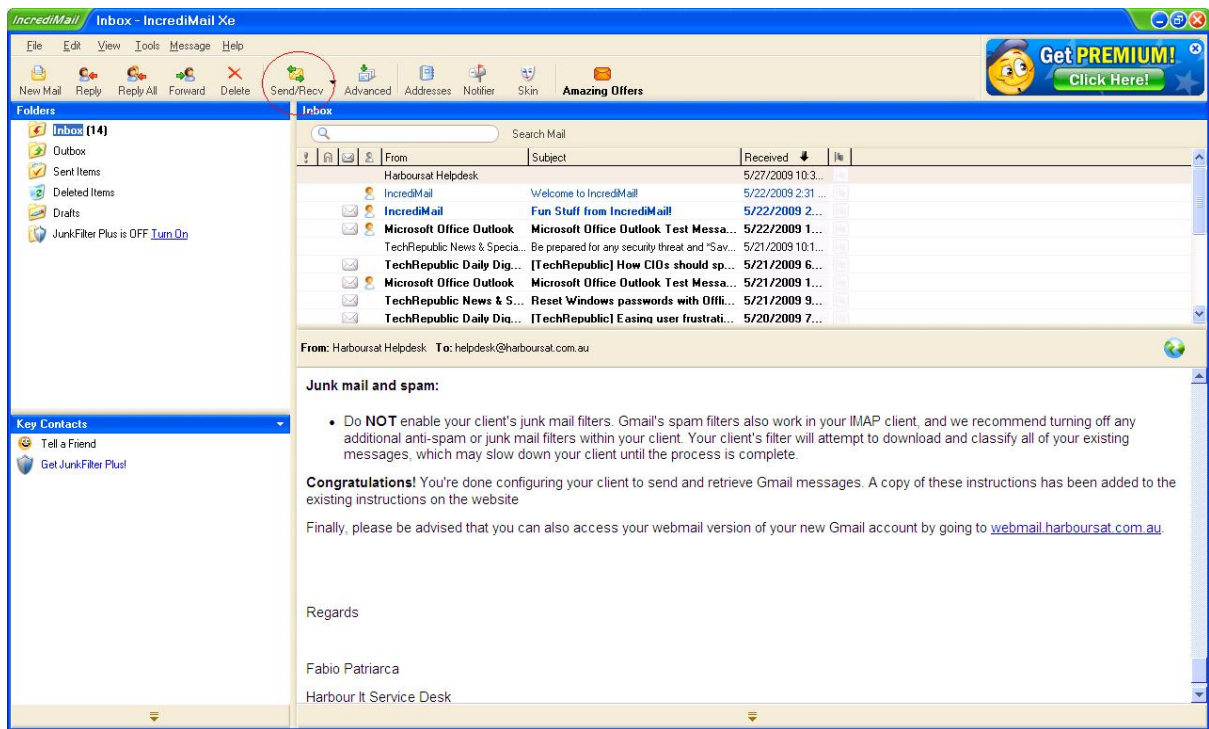 IncrediMail Inbox - IncrediMail Xe
File Edit View Tools Message Help
Get PREMIUM!
Click Here!
New Mail Reply Reply All Forward Delete Send/Recv Advanced Addresses Notifier Skin Amazing Offers
Folders
Inbox (14)
Outbox
Sent Items
Deleted Items
Drafts
JunkFilter Plus is OFF Turn On
Key Contacts
Tell a Friend
Get JunkFilter Plus!
Inbox
Search Mail
! From Subject Received
Harboursat Helpdesk 5/27/2009 10:3...
IncrediMail Welcome to IncrediMail! 5/22/2009 2:31 ...
IncrediMail Fun Stuff from IncrediMail! 5/22/2009 2...
Microsoft Office Outlook Microsoft Office Outlook Test Messa... 5/22/2009 1...
TechRepublic News & Specia... Be prepared for any security threat and "Sav... 5/21/2009 10:1...
TechRepublic Daily Dig... [TechRepublic] How CIOs should sp... 5/21/2009 6...
Microsoft Office Outlook Microsoft Office Outlook Test Messa... 5/21/2009 1...
TechRepublic News & S... Reset Windows passwords with Offli... 5/21/2009 9...
TechRepublic Daily Dig... [TechRepublic] Easing user frustrati... 5/20/2009 7...
From: Harboursat Helpdesk To: helpdesk@harboursat.com.au
Junk mail and spam:
• Do NOT enable your client's junk mail filters. Gmail's spam filters also work in your IMAP client, and we recommend turning off any
additional anti-spam or junk mail filters within your client. Your client's filter will attempt to download and classify all of your existing
messages, which may slow down your client until the process is complete.
Congratulations! You're done configuring your client to send and retrieve Gmail messages. A copy of these instructions has been added to the
existing instructions on the website
Finally, please be advised that you can also access your webmail version of your new Gmail account by going to webmail.harboursat.com.au.
Regards
Fabio Patriarca
Harbour It Service Desk